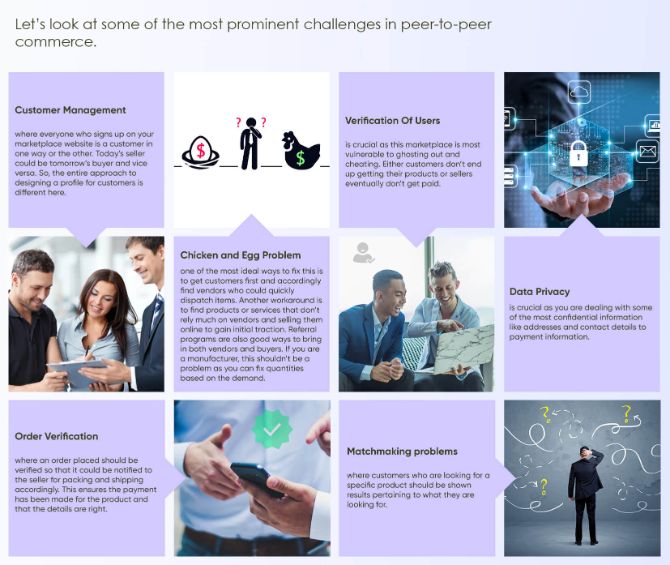 Let's look at some of the most prominent challenges in peer-to-peer
commerce.
Customer Management
where everyone who signs up on your
marketplace website is a customer in
one way or the other. Today's seller
could be tomorrow's buyer and vice
versa. So, the entire approach to
designing a profile for customers is
different here.
? ?
$ $
Verification Of Users
is crucial as this marketplace is most
vulnerable to ghosting out and
cheating. Either customers don't end
up getting their products or sellers
eventually don't get paid.
Chicken and Egg Problem
one of the most ideal ways to fix this is
to get customers first and accordingly
find vendors who could quickly
dispatch items. Another workaround is
to find products or services that don't
rely much on vendors and selling them
online to gain initial traction. Referral
programs are also good ways to bring
in both vendors and buyers. If you are
a manufacturer, this shouldn't be a
problem as you can fix quantities
based on the demand.
Data Privacy
is crucial as you are dealing with some
of the most confidential information
like addresses and contact details to
payment information.
Order Verification
where an order placed should be
verified so that it could be notified to
the seller for packing and shipping
accordingly. This ensures the payment
has been made for the product and
that the details are right.
Matchmaking problems
where customers who are looking for a
specific product should be shown
results pertaining to what they are
looking for.
? ?
?